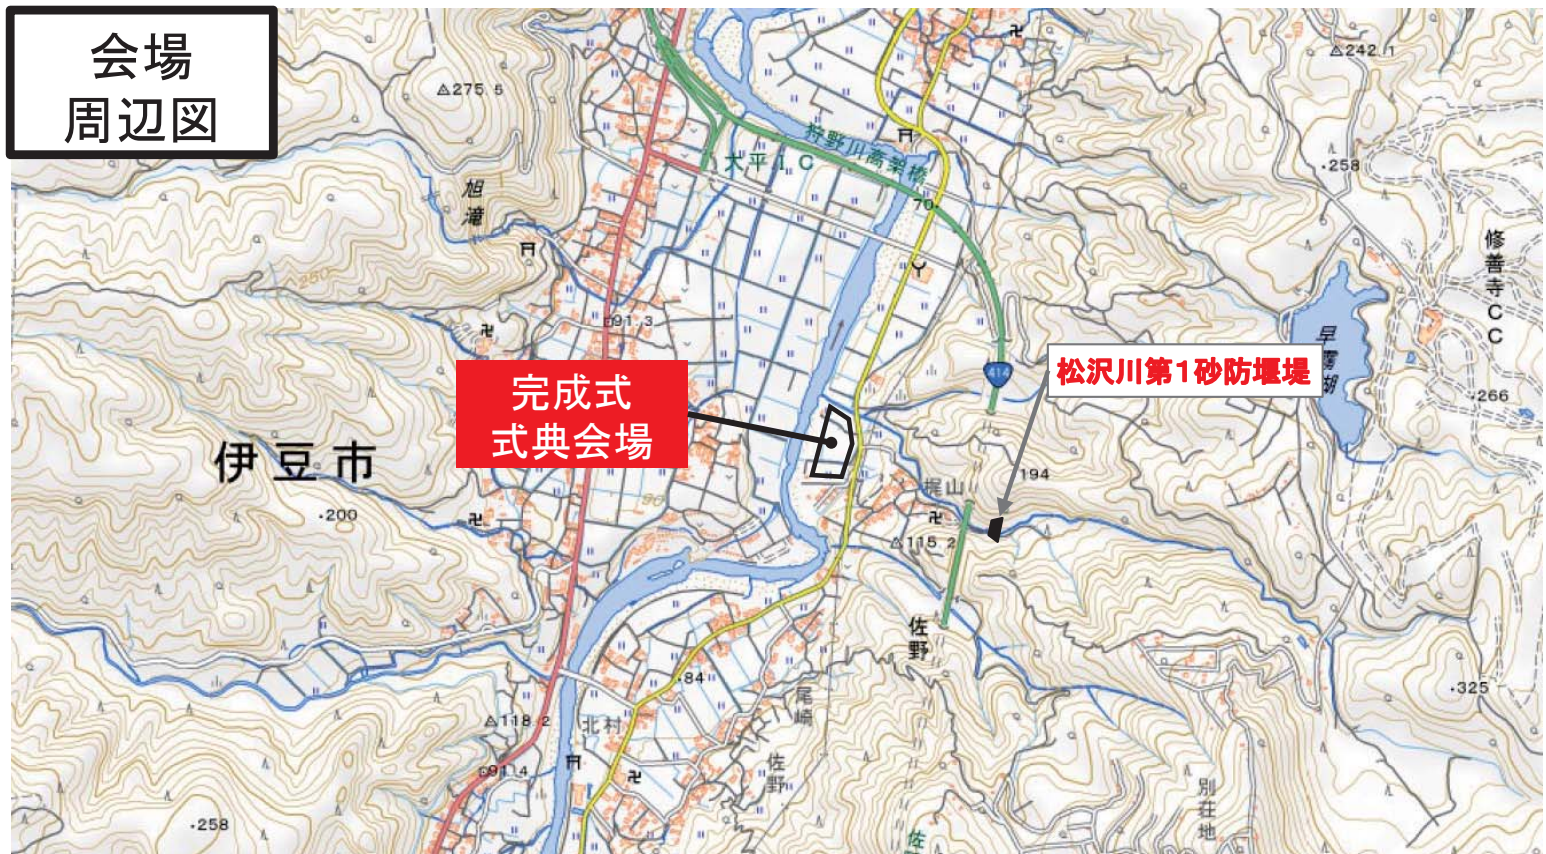 会場
周辺図
275.5
242.1
狩野川高架橋
大平IC
70
258
旭
滝
修善寺CC
250
91.3
414
早霧湖
松沢川第1砂防堰堤
266
完成式
式典会場
伊豆市
194
梶山
200
90
115.2
佐野
84
尾崎
325
118.2
北村
佐野
91.4
別荘地
258